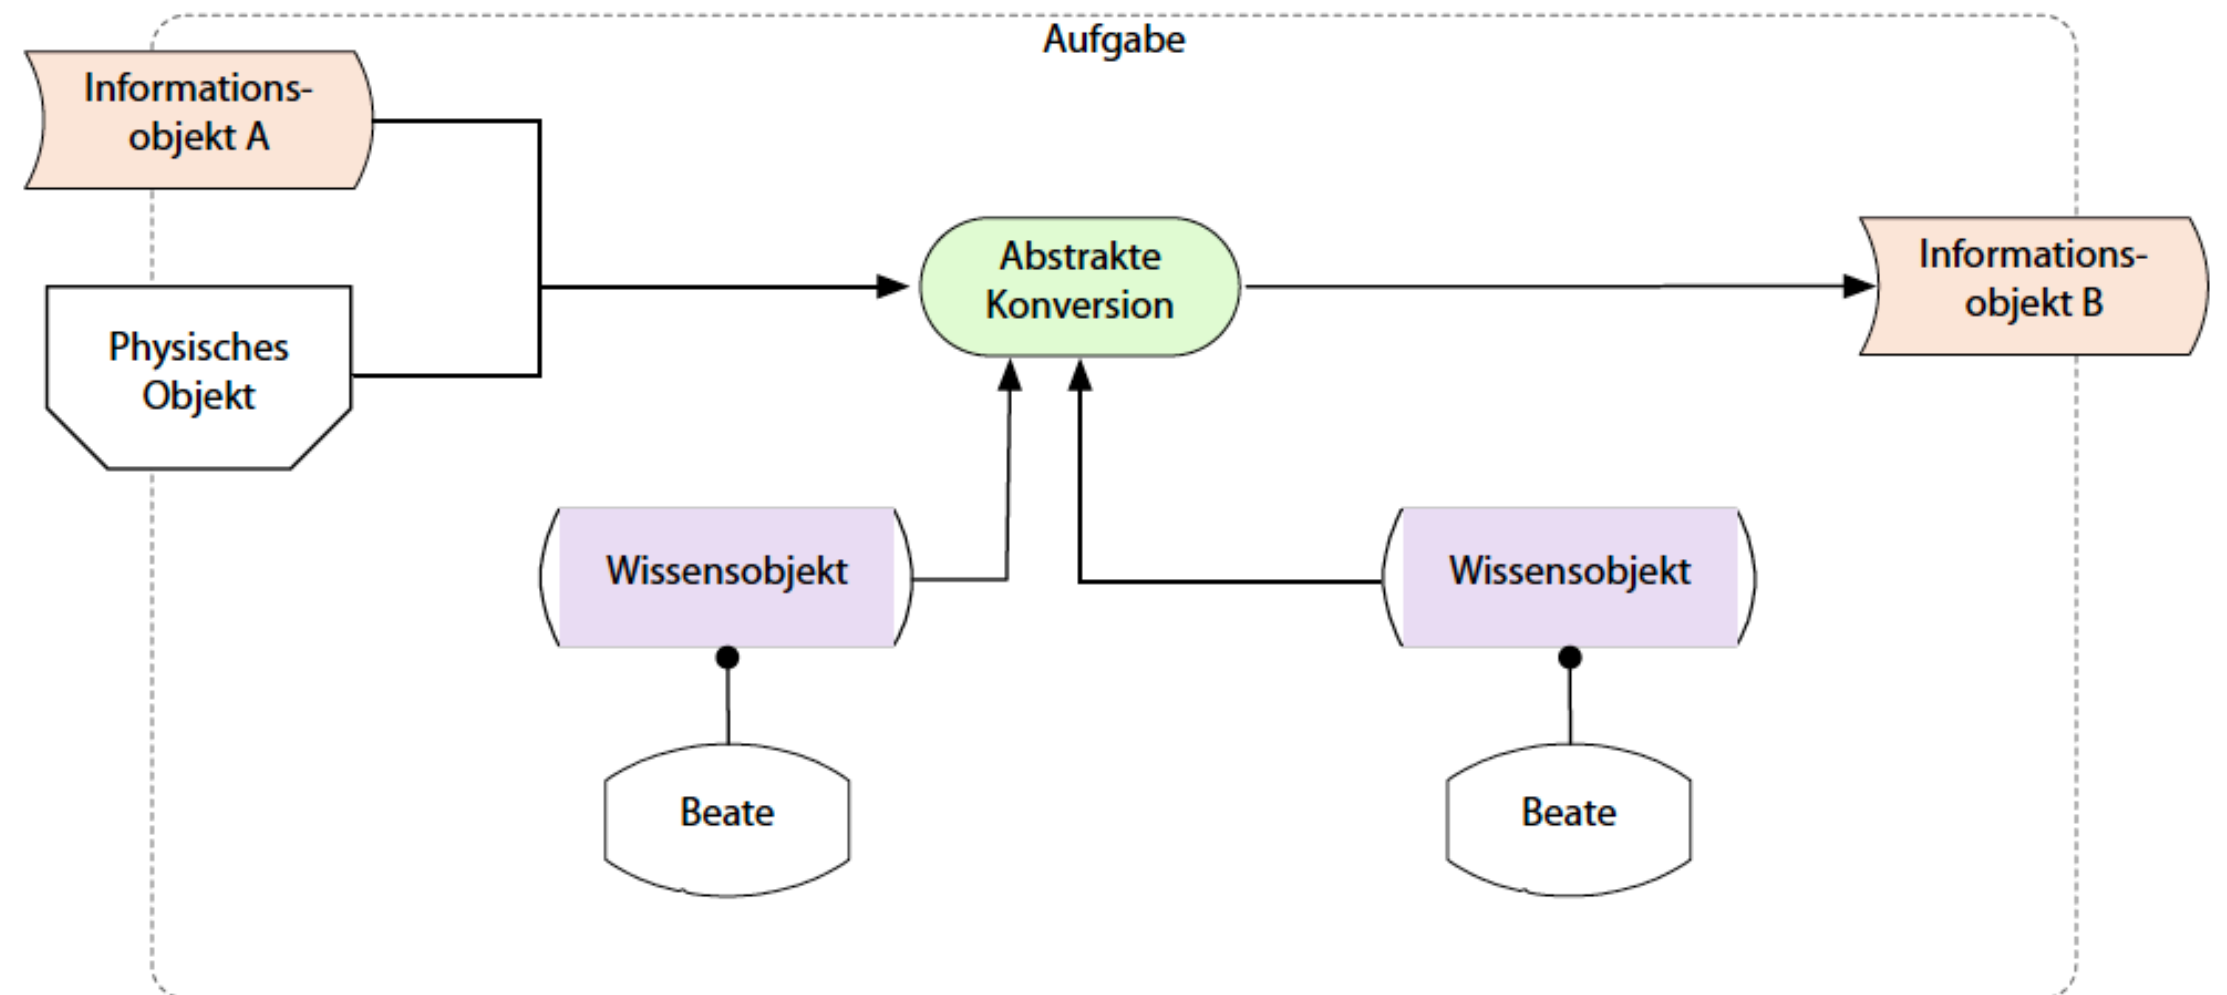 Aufgabe
Informations-
objekt A
Physisches
Objekt
Abstrakte
Konversion
Informations-
objekt B
Wissensobjekt
Wissensobjekt
Beate
Beate